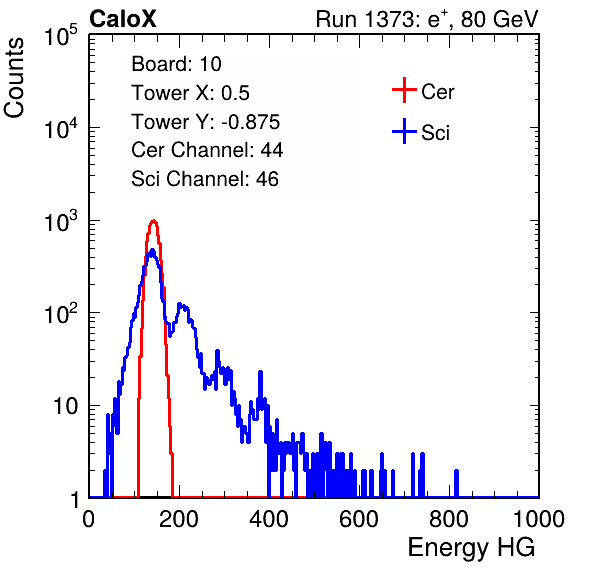 CaloX Run 1373: e⁺, 80 GeV
Counts
10⁵
10⁴
10³
10²
10
1
Board: 10
Tower X: 0.5
Tower Y: -0.875
Cer Channel: 44
Sci Channel: 46
Cer
Sci
0 200 400 600 800 1000
Energy HG